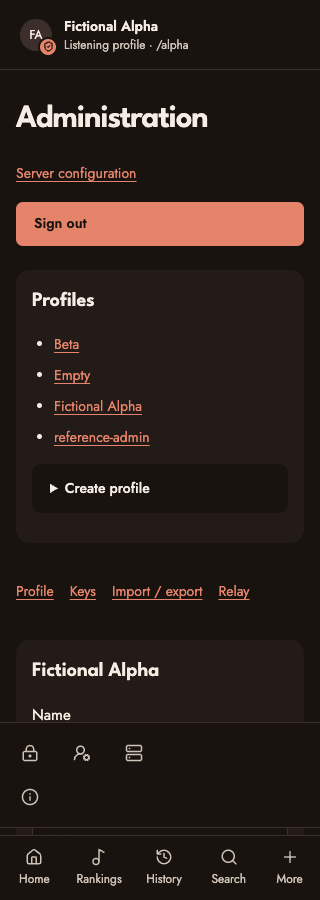 FA
Fictional Alpha
Listening profile · /alpha
Administration
Server configuration
Sign out
Profiles
Beta
Empty
Fictional Alpha
reference-admin
Create profile
Profile Keys Import / export Relay
Fictional Alpha
Name
Home Rankings History Search More